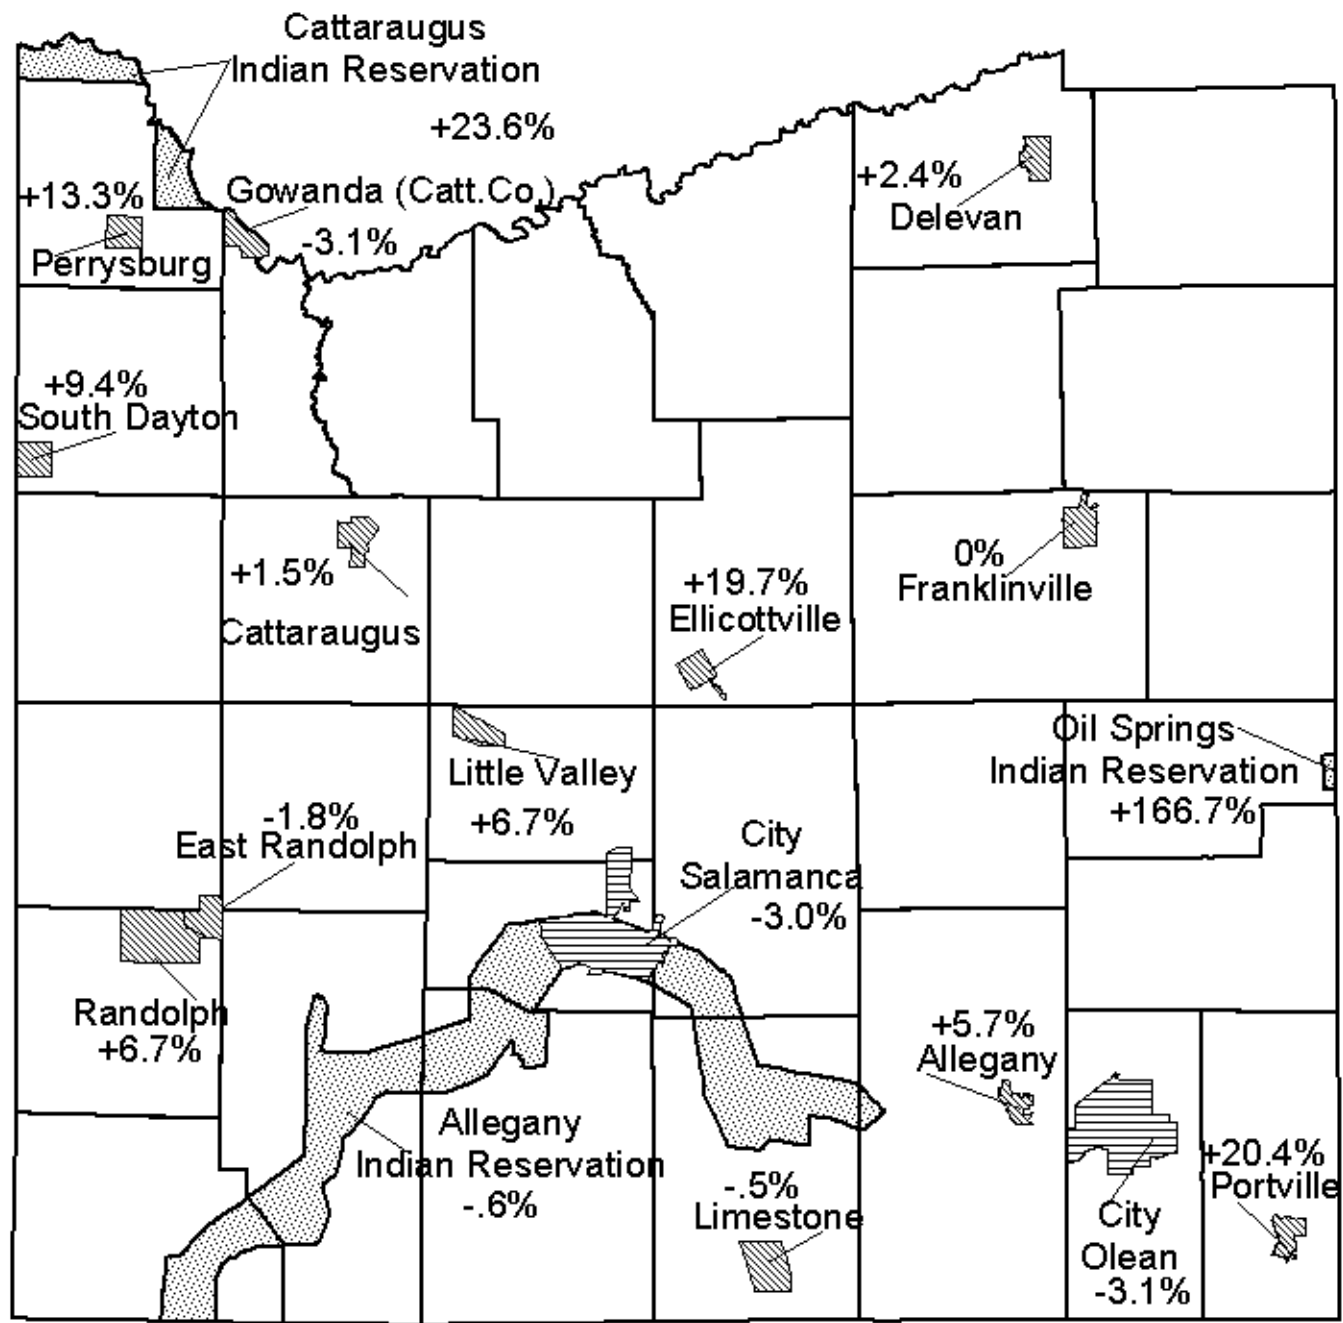 Cattaraugus
Indian Reservation
+23.6%
+13.3%
Perrysburg
Gowanda (Catt.Co.)
-3.1%
+2.4%
Delevan
+9.4%
South Dayton
+1.5%
Cattaraugus
+19.7%
Ellicottville
0%
Franklinville
Little Valley
+6.7%
Oil Springs
Indian Reservation
+166.7%
-1.8%
East Randolph
City
Salamanca
-3.0%
Randolph
+6.7%
+5.7%
Allegany
Allegany
Indian Reservation
-.6%
-.5%
Limestone
+20.4%
Portville
City
Olean
-3.1%